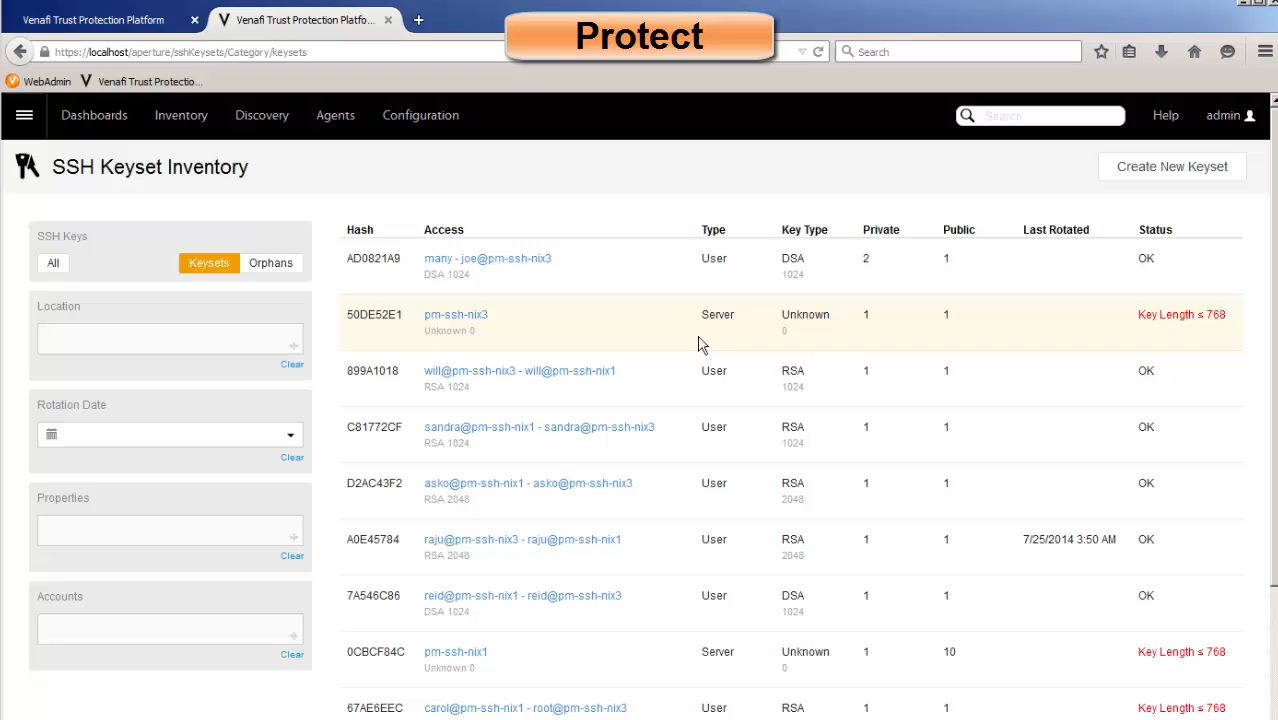 Venafi Trust Protection Platform
Venafi Trust Protection Platfo...
Protect
https://localhost/aperture/sshKeysets/Category/keysets
Search
WebAdmin
Venafi Trust Protectio...
Dashboards Inventory Discovery Agents Configuration
Search
Help admin
SSH Keyset Inventory
Create New Keyset
SSH Keys
All Keysets Orphans
Location
Clear
Rotation Date
Clear
Properties
Clear
Accounts
Clear
Hash Access Type Key Type Private Public Last Rotated Status
AD0821A9 many - joe@pm-ssh-nix3 User DSA 2 1 OK
DSA 1024 1024
50DE52E1 pm-ssh-nix3 Server Unknown 1 1 Key Length ≤ 768
Unknown 0 0
899A1018 will@pm-ssh-nix3 - will@pm-ssh-nix1 User RSA 1 1 OK
RSA 1024 1024
C81772CF sandra@pm-ssh-nix1 - sandra@pm-ssh-nix3 User RSA 1 1 OK
RSA 1024 1024
D2AC43F2 asko@pm-ssh-nix1 - asko@pm-ssh-nix3 User RSA 1 1 OK
RSA 2048 2048
A0E45784 raju@pm-ssh-nix3 - raju@pm-ssh-nix1 User RSA 1 1 7/25/2014 3:50 AM OK
RSA 2048 2048
7A546C86 reid@pm-ssh-nix1 - reid@pm-ssh-nix3 User DSA 1 1 OK
DSA 1024 1024
0CBCF84C pm-ssh-nix1 Server Unknown 1 10 Key Length ≤ 768
Unknown 0 0
67AE6EEC carol@pm-ssh-nix1 - root@pm-ssh-nix3 User RSA 1 1 Key Length ≤ 768